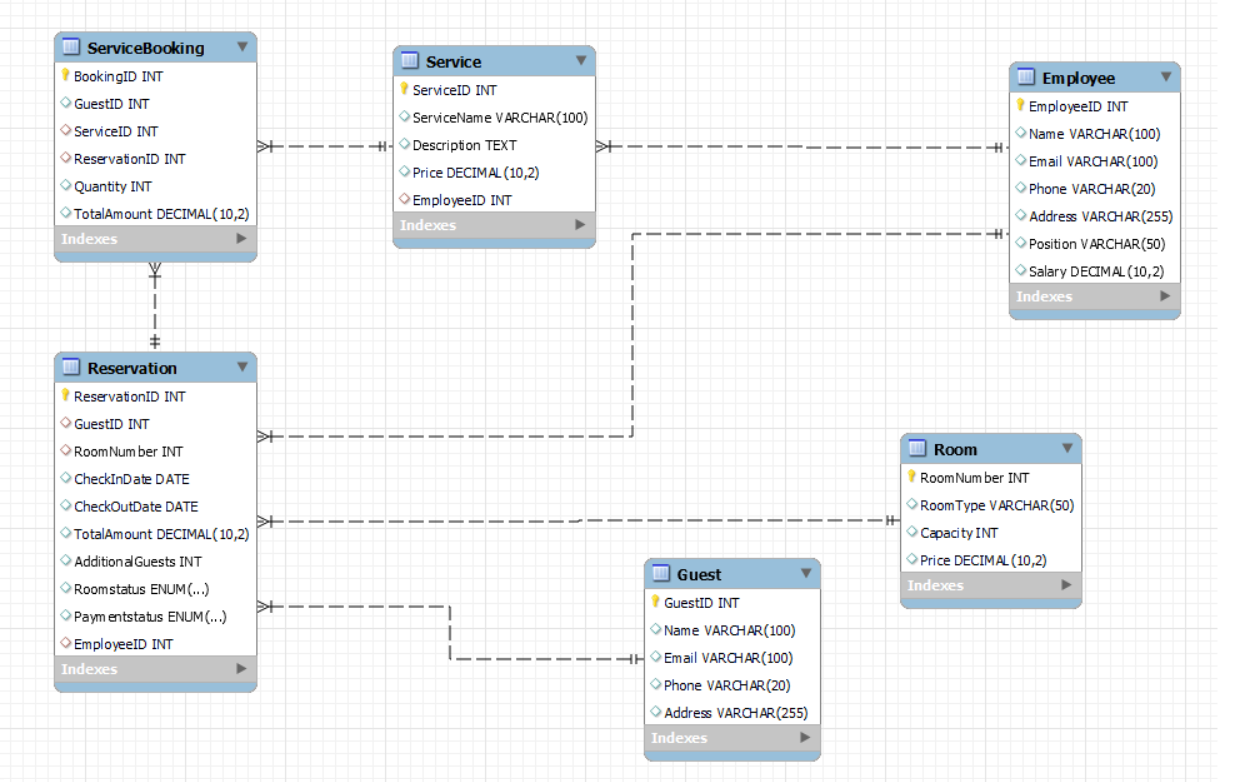 ServiceBooking
BookingID INT
GuestID INT
ServiceID INT
ReservationID INT
Quantity INT
TotalAmount DECIMAL(10,2)
Indexes
Service
ServiceID INT
ServiceName VARCHAR(100)
Description TEXT
Price DECIMAL(10,2)
EmployeeID INT
Indexes
Employee
EmployeeID INT
Name VARCHAR(100)
Email VARCHAR(100)
Phone VARCHAR(20)
Address VARCHAR(255)
Position VARCHAR(50)
Salary DECIMAL(10,2)
Indexes
Reservation
ReservationID INT
GuestID INT
RoomNumber INT
CheckInDate DATE
CheckOutDate DATE
TotalAmount DECIMAL(10,2)
AdditionalGuests INT
Roomstatus ENUM(...)
Paymentstatus ENUM(...)
EmployeeID INT
Indexes
Room
RoomNumber INT
RoomType VARCHAR(50)
Capacity INT
Price DECIMAL(10,2)
Indexes
Guest
GuestID INT
Name VARCHAR(100)
Email VARCHAR(100)
Phone VARCHAR(20)
Address VARCHAR(255)
Indexes